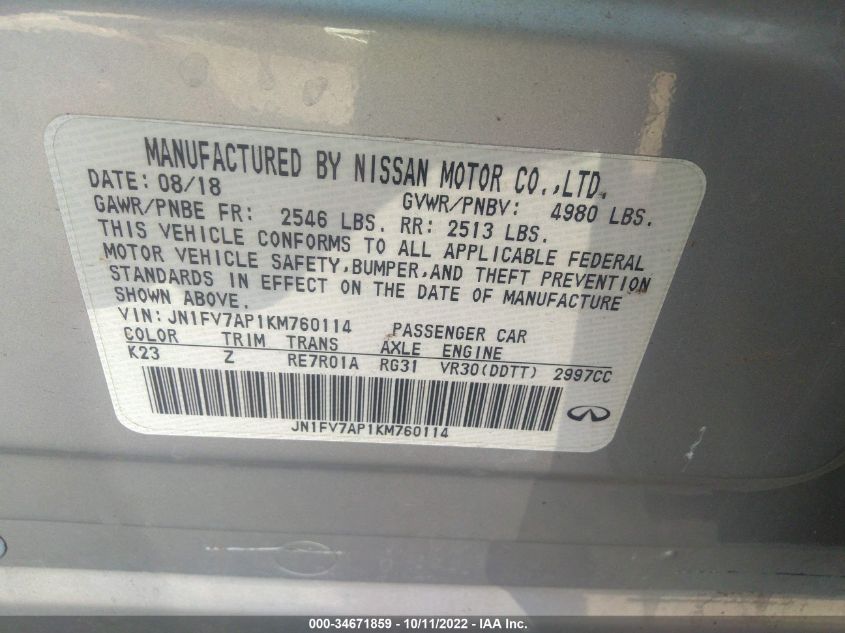 MANUFACTURED BY NISSAN MOTOR CO.,LTD.
DATE: 08/18 GVWR/PNBV: 4980 LBS.
GAWR/PNBE FR: 2546 LBS. RR: 2513 LBS.
THIS VEHICLE CONFORMS TO ALL APPLICABLE FEDERAL
MOTOR VEHICLE SAFETY,BUMPER,AND THEFT PREVENTION
STANDARDS IN EFFECT ON THE DATE OF MANUFACTURE
SHOWN ABOVE.
VIN: JN1FV7AP1KM760114 PASSENGER CAR
COLOR TRIM TRANS AXLE ENGINE
K23 Z RE7R01A RG31 VR30(DDTT) 2997CC
JN1FV7AP1KM760114
000-34671859 - 10/11/2022 - IAA Inc.